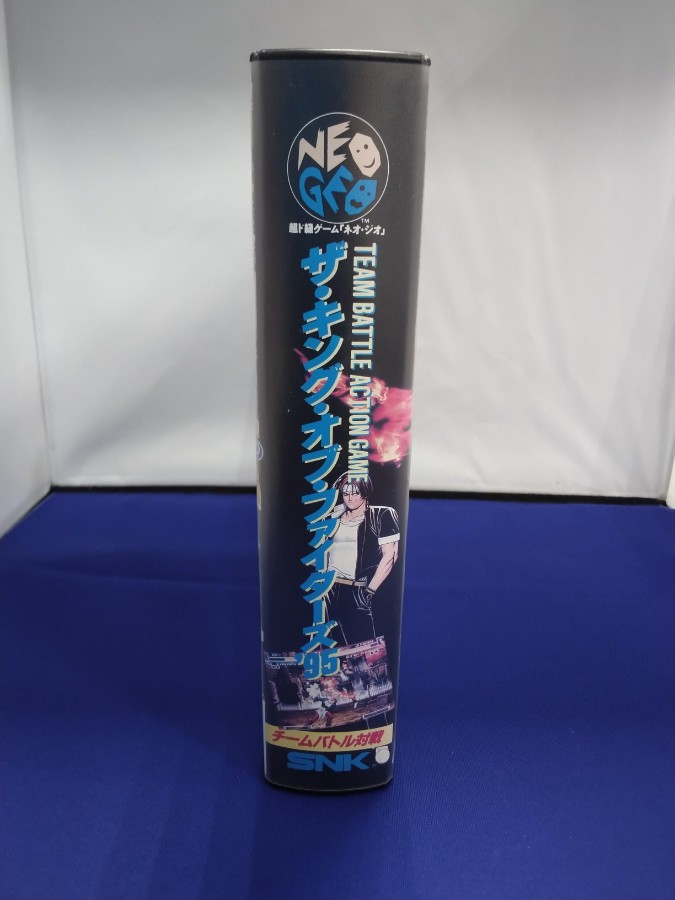 NEO
GEO
TM
超ド級ゲーム「ネオ・ジオ」
TEAM BATTLE ACTION GAME
ザ・キング・オブ・ファイターズ'95
チームバトル対戦
SNK